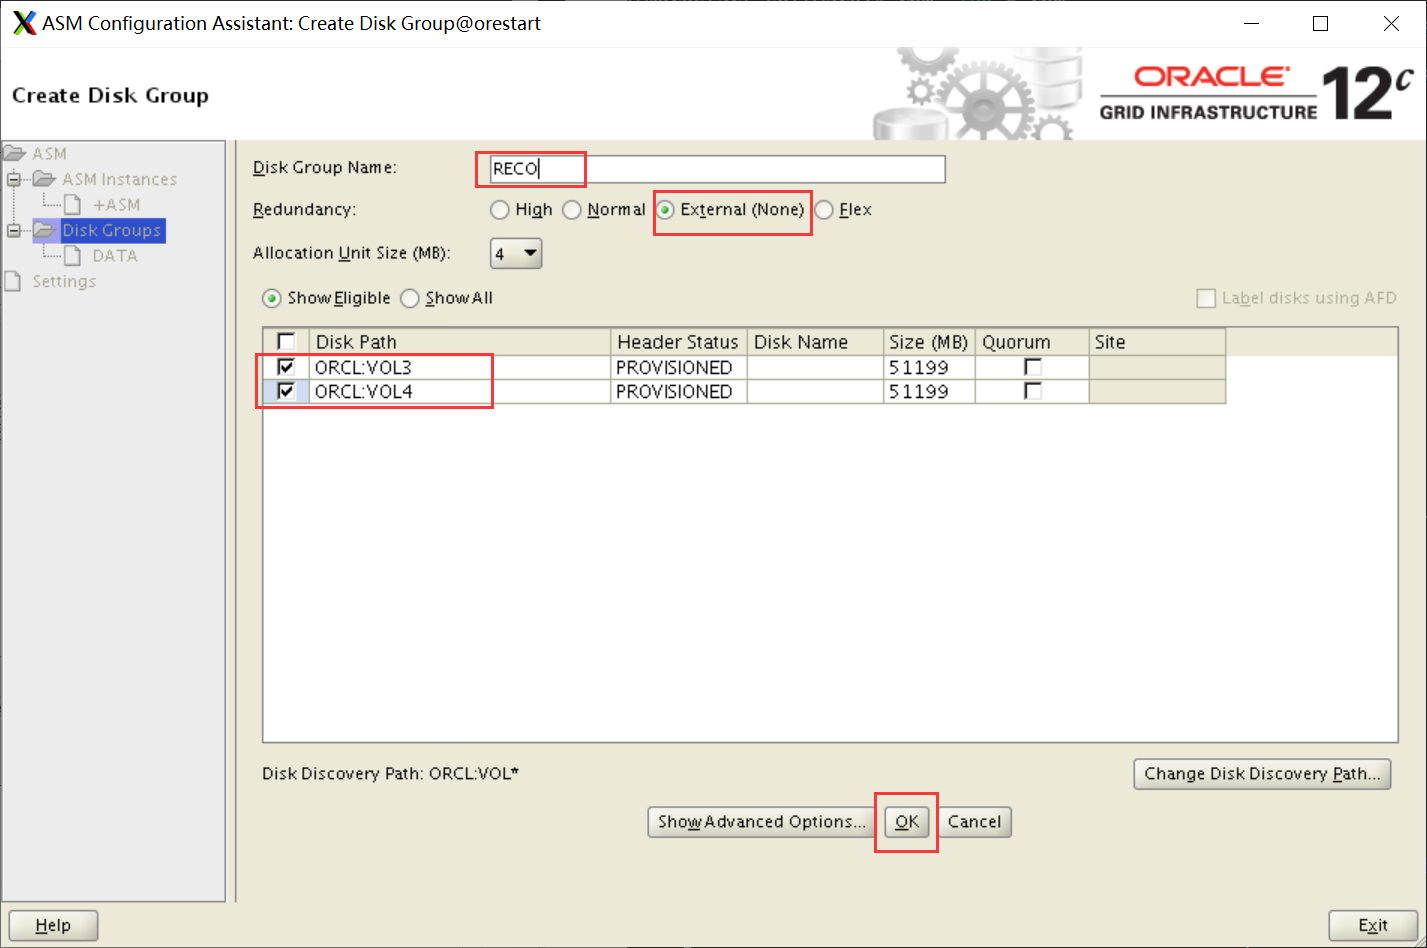 ASM Configuration Assistant: Create Disk Group@orestart
Create Disk Group
ORACLE
GRID INFRASTRUCTURE 12c
ASM
ASM Instances
+ASM
Disk Groups
DATA
Settings
Disk Group Name: RECO
Redundancy: High Normal External (None) Flex
Allocation Unit Size (MB): 4
Show Eligible Show All Label disks using AFD
Disk Path Header Status Disk Name Size (MB) Quorum Site
ORCL:VOL3 PROVISIONED 51199
ORCL:VOL4 PROVISIONED 51199
Disk Discovery Path: ORCL:VOL* Change Disk Discovery Path...
Show Advanced Options... OK Cancel
Help Exit